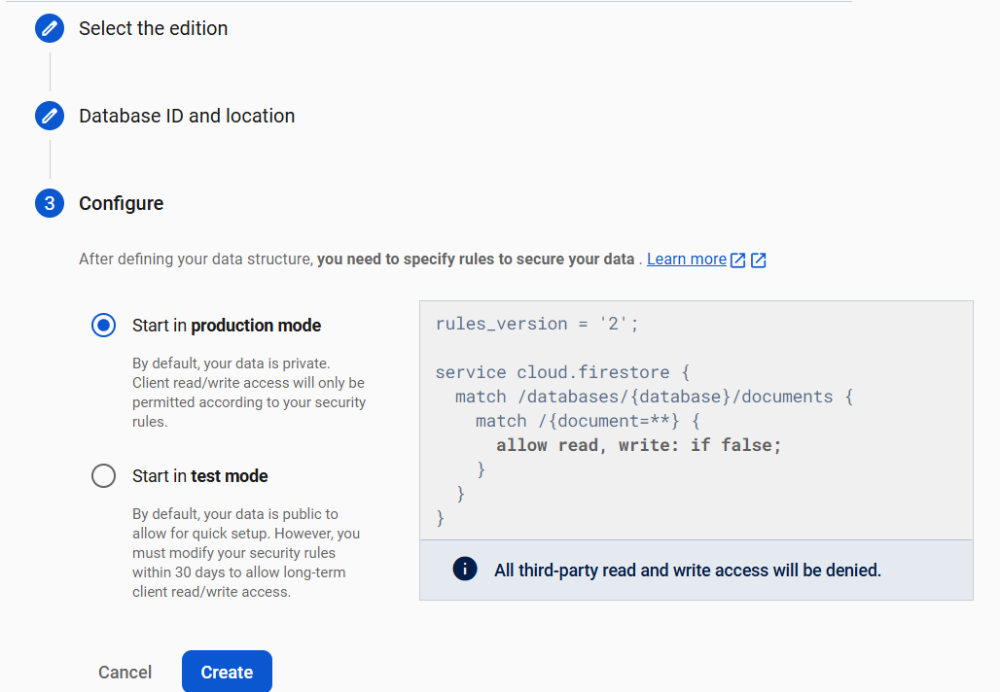 Select the edition
Database ID and location
3 Configure
After defining your data structure, you need to specify rules to secure your data . Learn more
Start in production mode
By default, your data is private.
Client read/write access will only be
permitted according to your security
rules.
Start in test mode
By default, your data is public to
allow for quick setup. However, you
must modify your security rules
within 30 days to allow long-term
client read/write access.
rules_version = '2';
service cloud.firestore {
match /databases/{database}/documents {
match /{document=**} {
allow read, write: if false;
}
}
}
i All third-party read and write access will be denied.
Cancel Create